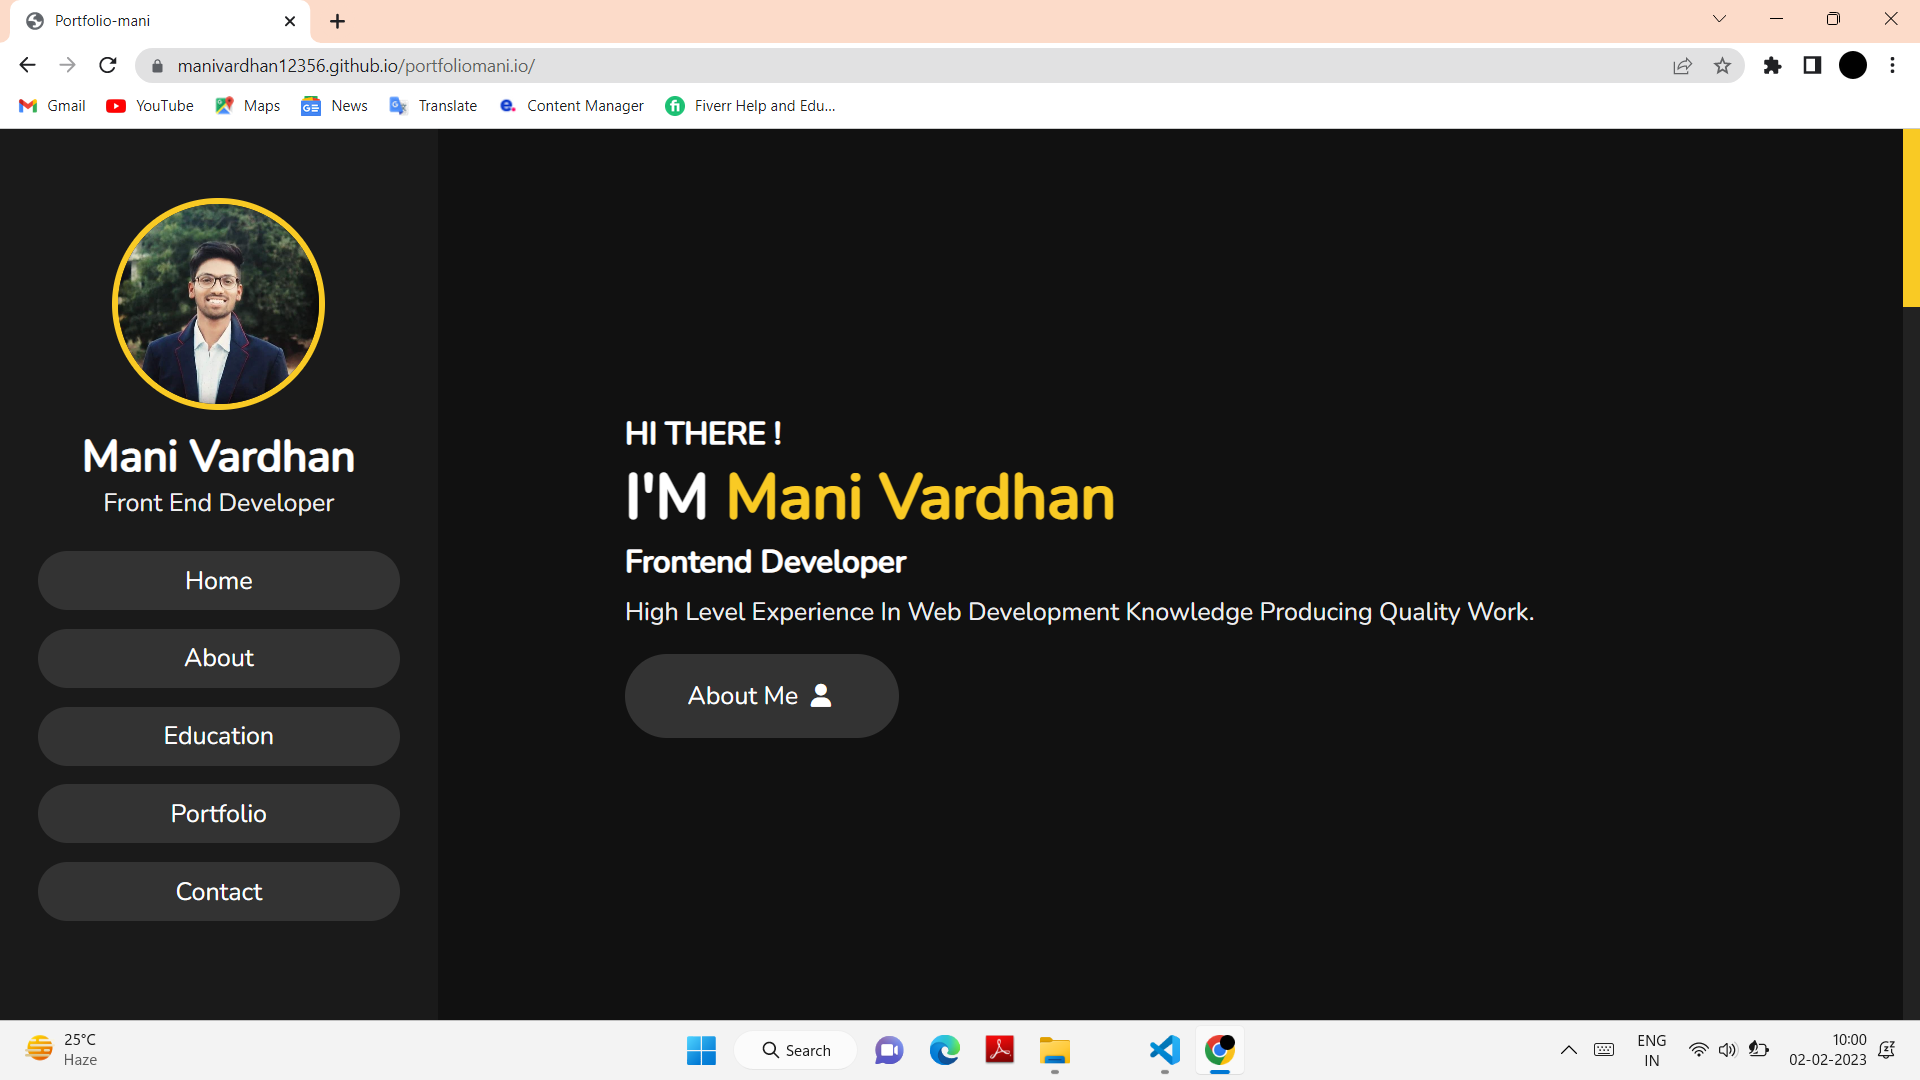 Portfolio-mani
manivardhan12356.github.io/portfoliomani.io/
Gmail YouTube Maps News Translate Content Manager Fiverr Help and Edu...
Mani Vardhan
Front End Developer
Home
About
Education
Portfolio
Contact
HI THERE !
I'M Mani Vardhan
Frontend Developer
High Level Experience In Web Development Knowledge Producing Quality Work.
About Me
25°C
Haze
Search
ENG
IN
10:00
02-02-2023